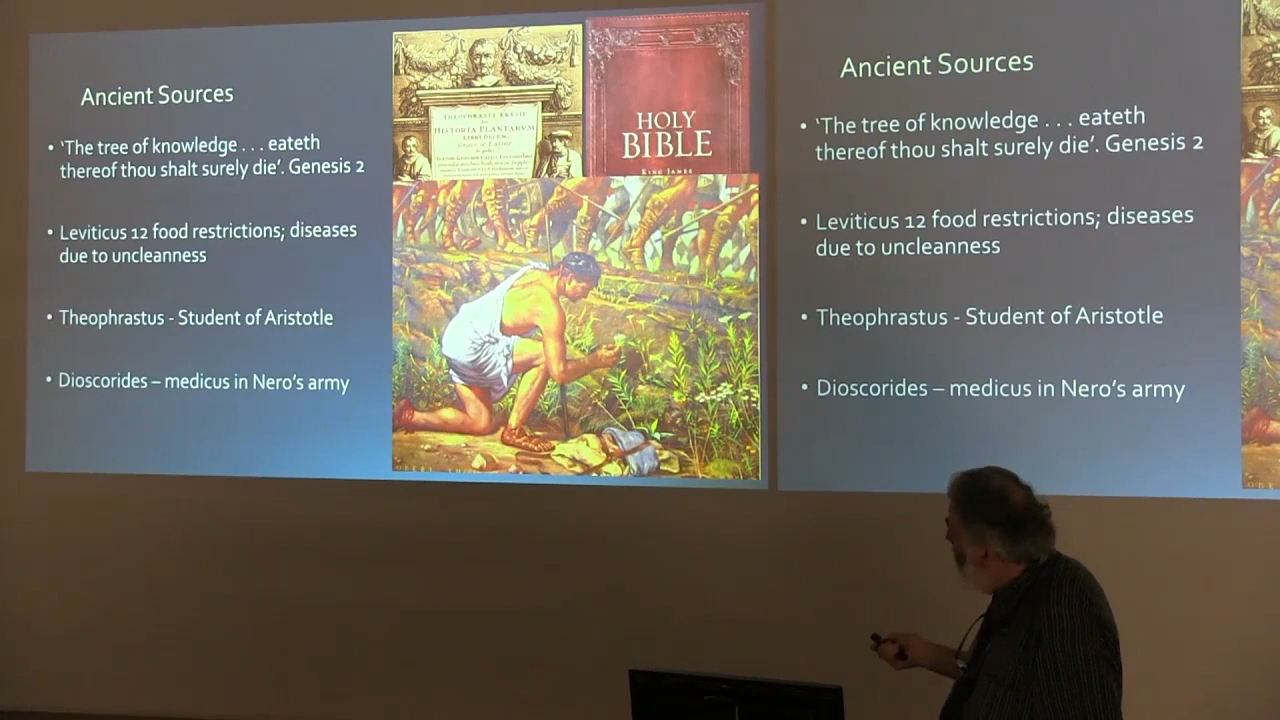 Ancient Sources
• ‘The tree of knowledge . . . eateth
thereof thou shalt surely die’. Genesis 2
• Leviticus 12 food restrictions; diseases
due to uncleanness
• Theophrastus - Student of Aristotle
• Dioscorides – medicus in Nero’s army
THEOPHRASTI ERESII
HISTORIA PLANTARVM
LIBRI DECEM
HOLY
BIBLE
KING JAMES
Ancient Sources
• ‘The tree of knowledge . . . eateth
thereof thou shalt surely die’. Genesis 2
• Leviticus 12 food restrictions; diseases
due to uncleanness
• Theophrastus - Student of Aristotle
• Dioscorides – medicus in Nero’s army